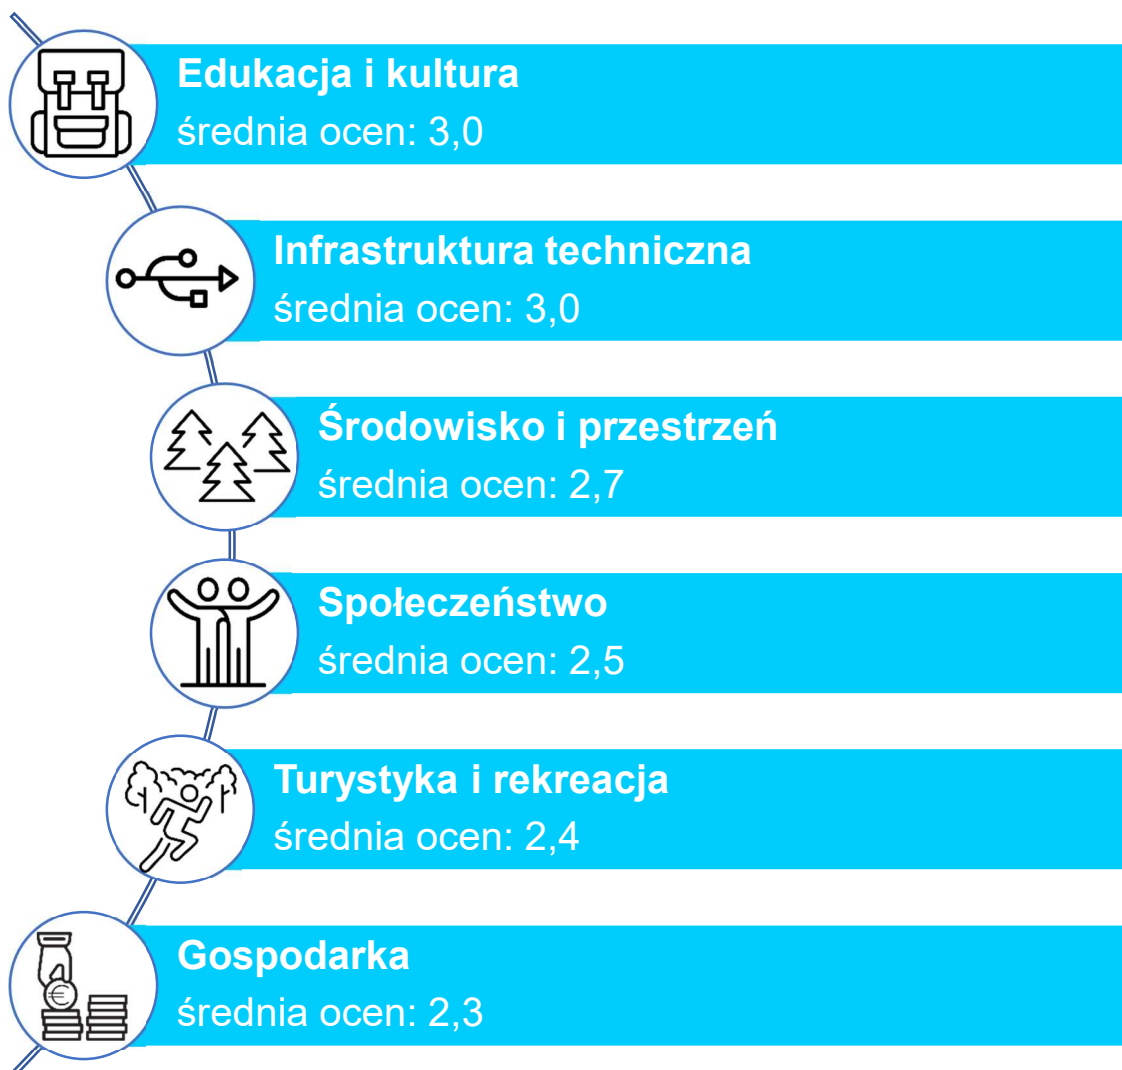 Edukacja i kultura
średnia ocen: 3,0
Infrastruktura techniczna
średnia ocen: 3,0
Środowisko i przestrzeń
średnia ocen: 2,7
Społeczeństwo
średnia ocen: 2,5
Turystyka i rekreacja
średnia ocen: 2,4
Gospodarka
średnia ocen: 2,3